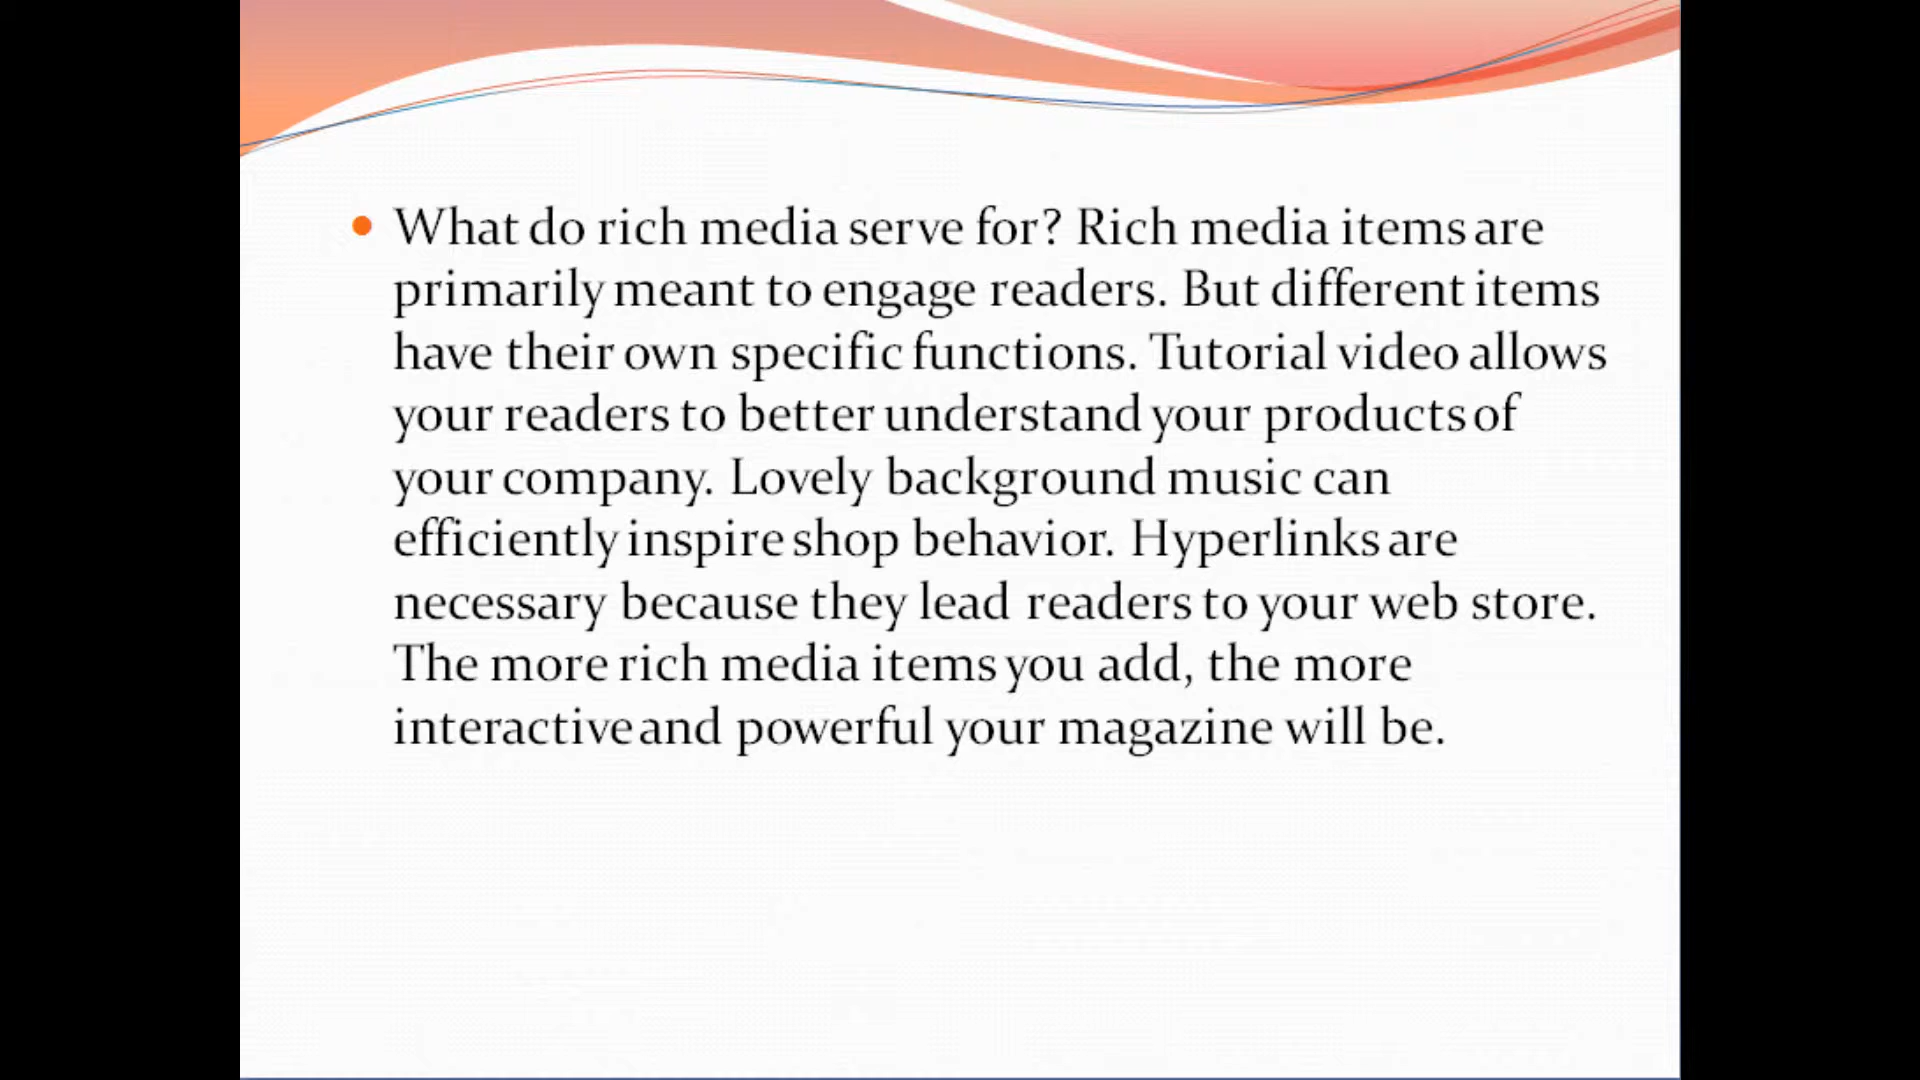 What do rich media serve for? Rich media items are
primarily meant to engage readers. But different items
have their own specific functions. Tutorial video allows
your readers to better understand your products of
your company. Lovely background music can
efficiently inspire shop behavior. Hyperlinks are
necessary because they lead readers to your web store.
The more rich media items you add, the more
interactive and powerful your magazine will be.